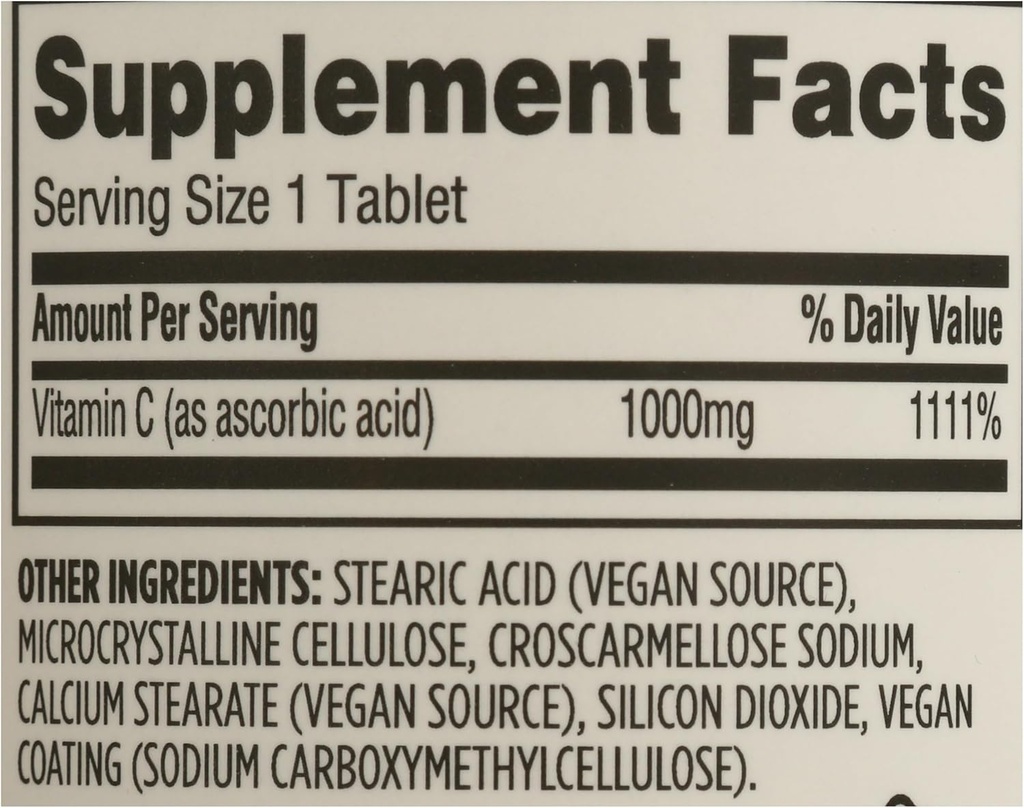 Supplement Facts
Serving Size 1 Tablet
Amount Per Serving % Daily Value
Vitamin C (as ascorbic acid) 1000mg 1111%
OTHER INGREDIENTS: STEARIC ACID (VEGAN SOURCE),
MICROCRYSTALLINE CELLULOSE, CROSCARMELLOSE SODIUM,
CALCIUM STEARATE (VEGAN SOURCE), SILICON DIOXIDE, VEGAN
COATING (SODIUM CARBOXYMETHYLCELLULOSE).